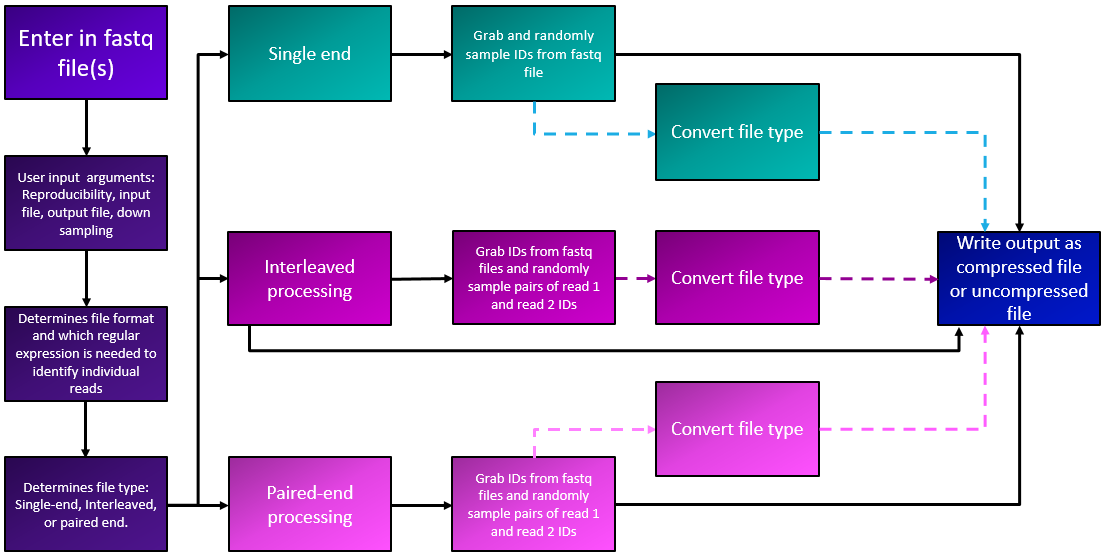 Enter in fastq
file(s)
User input  arguments:
Reproducibility, input
file, output file, down
sampling
Determines file format
and which regular
expression is needed to
identify individual
reads
Determines file type:
Single-end, Interleaved,
or paired end.
Single end
Grab and randomly
sample IDs from fastq
file
Convert file type
Interleaved
processing
Grab IDs from fastq
files and randomly
sample pairs of read 1
and read 2 IDs
Convert file type
Paired-end
processing
Grab IDs from fastq
files and randomly
sample pairs of read 1
and read 2 IDs
Convert file type
Write output as
compressed file
or uncompressed
file